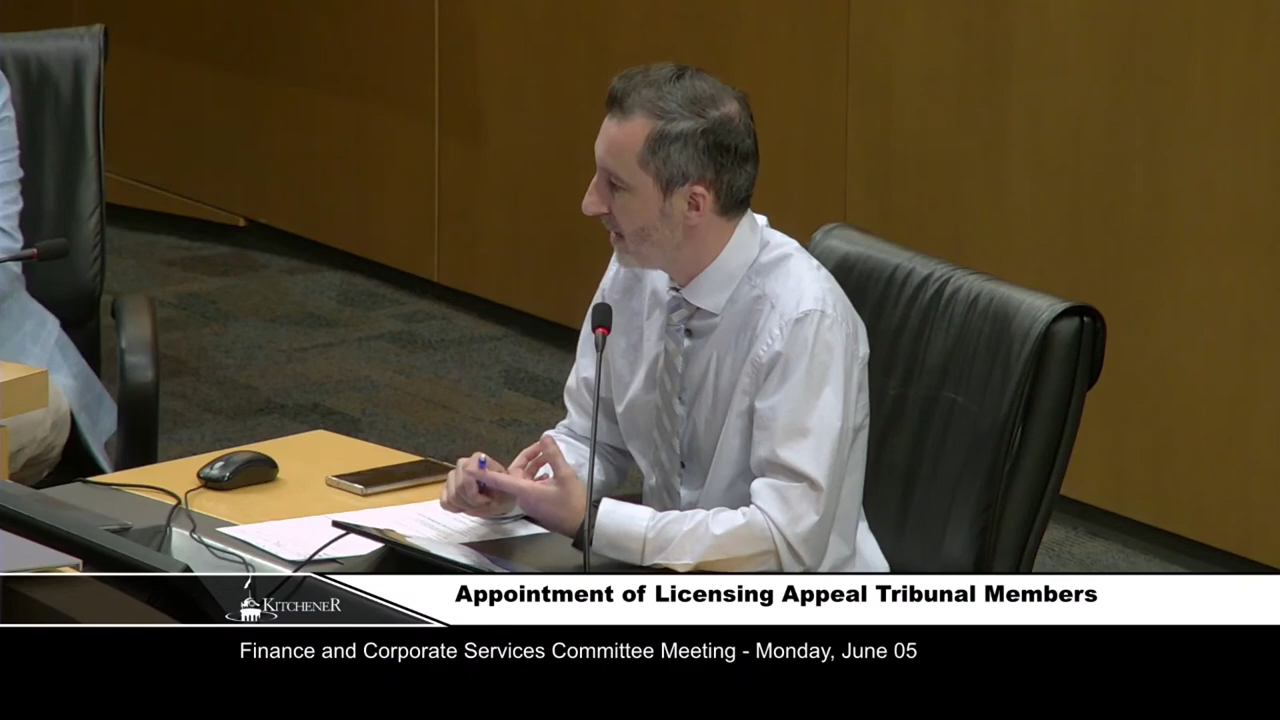 Appointment of Licensing Appeal Tribunal Members
KITCHENER
Finance and Corporate Services Committee Meeting - Monday, June 05